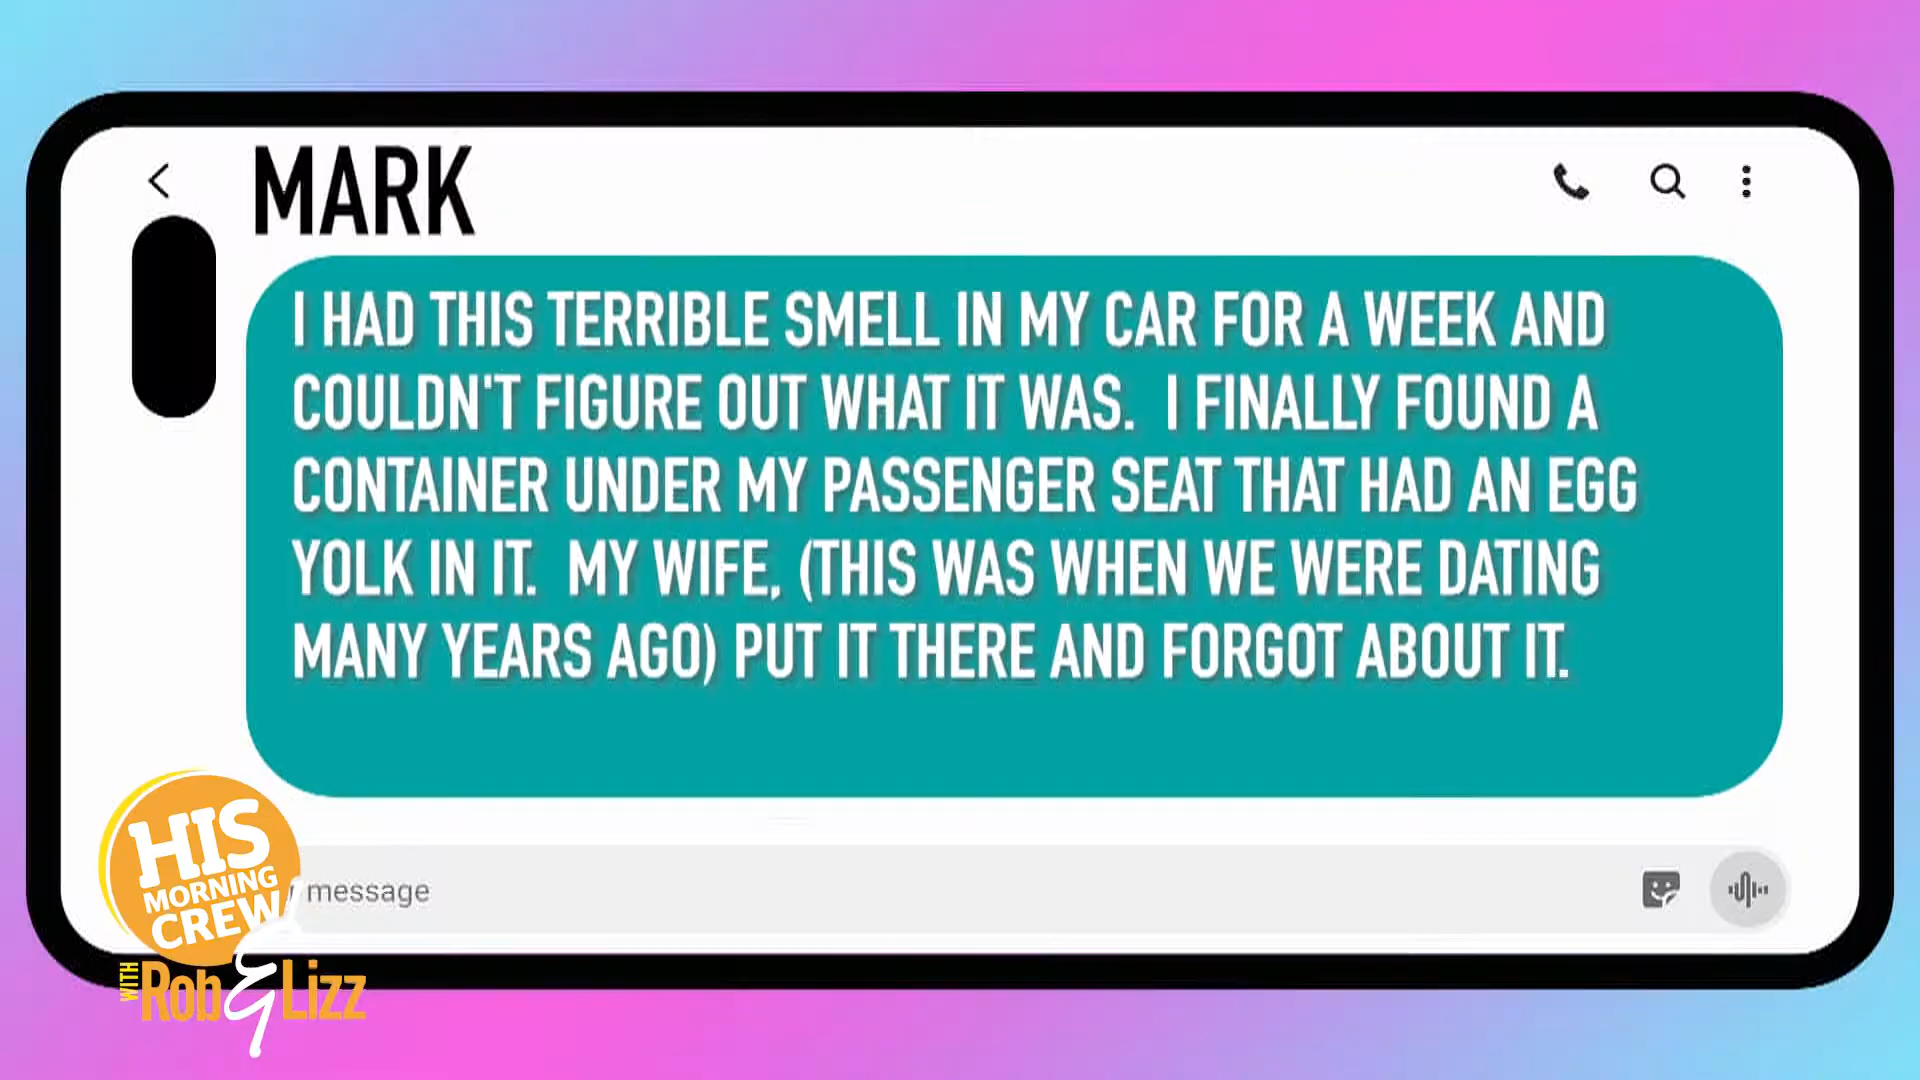 MARK
I HAD THIS TERRIBLE SMELL IN MY CAR FOR A WEEK AND
COULDN'T FIGURE OUT WHAT IT WAS.  I FINALLY FOUND A
CONTAINER UNDER MY PASSENGER SEAT THAT HAD AN EGG
YOLK IN IT.  MY WIFE, (THIS WAS WHEN WE WERE DATING
MANY YEARS AGO) PUT IT THERE AND FORGOT ABOUT IT.
message
HIS
MORNING
CREW
WITH Rob & Lizz